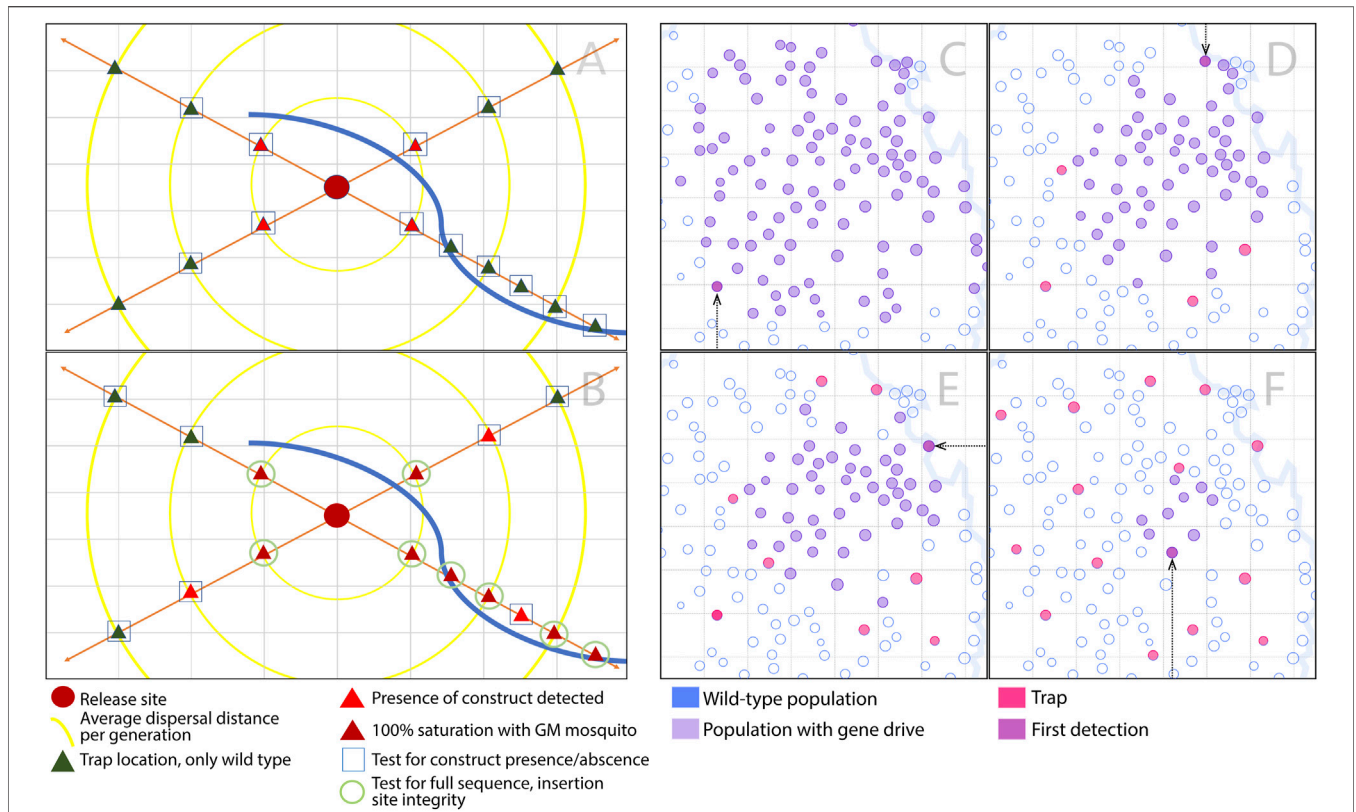 A
B
C
D
E
F
Release site
Average dispersal distance
per generation
Trap location, only wild type
Presence of construct detected
100% saturation with GM mosquito
Test for construct presence/abscence
Test for full sequence, insertion
site integrity
Wild-type population
Population with gene drive
Trap
First detection